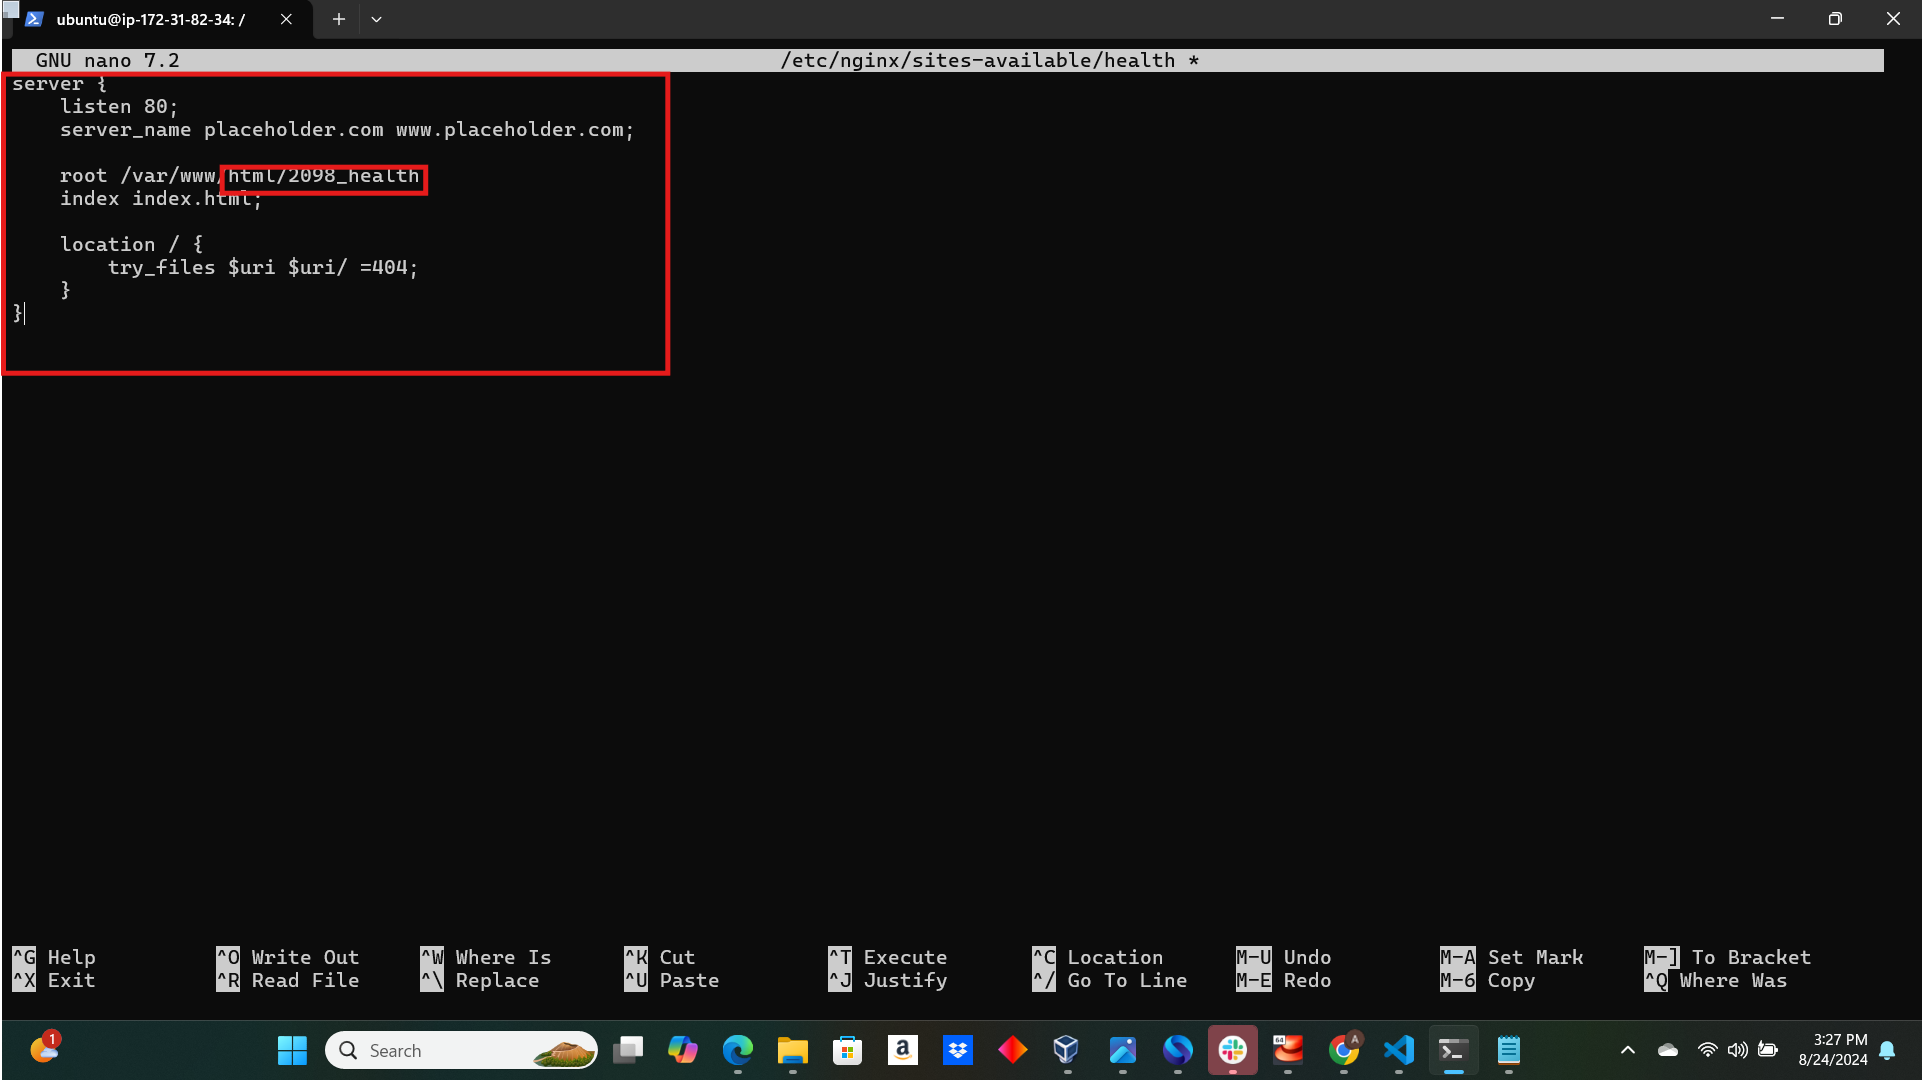 ubuntu@ip-172-31-82-34: /
GNU nano 7.2 /etc/nginx/sites-available/health *
server {
    listen 80;
    server_name placeholder.com www.placeholder.com;

    root /var/www/html/2098_health
    index index.html;

    location / {
        try_files $uri $uri/ =404;
    }
}
^G Help ^O Write Out ^W Where Is ^K Cut ^T Execute ^C Location M-U Undo M-A Set Mark M-] To Bracket
^X Exit ^R Read File ^\ Replace ^U Paste ^J Justify ^/ Go To Line M-E Redo M-6 Copy ^Q Where Was
1
Search
a
64
A
3:27 PM
8/24/2024